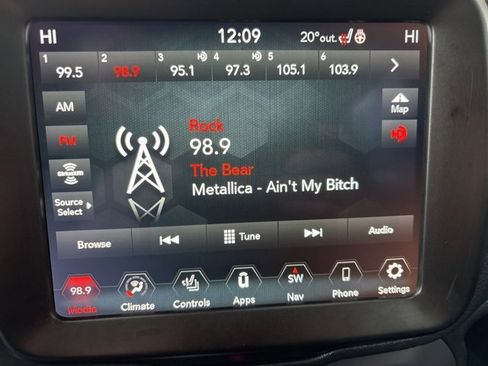 HI 12:09 20°out. HI
1 2 3 4 5 6
99.5 98.9 95.1 97.3 105.1 103.9
AM
FM
SiriusXM
Source
Select
Map
Rock
98.9
The Bear
Metallica - Ain't My Bitch
Browse Tune Audio
98.9 SW
Media Climate Controls Apps Nav Phone Settings